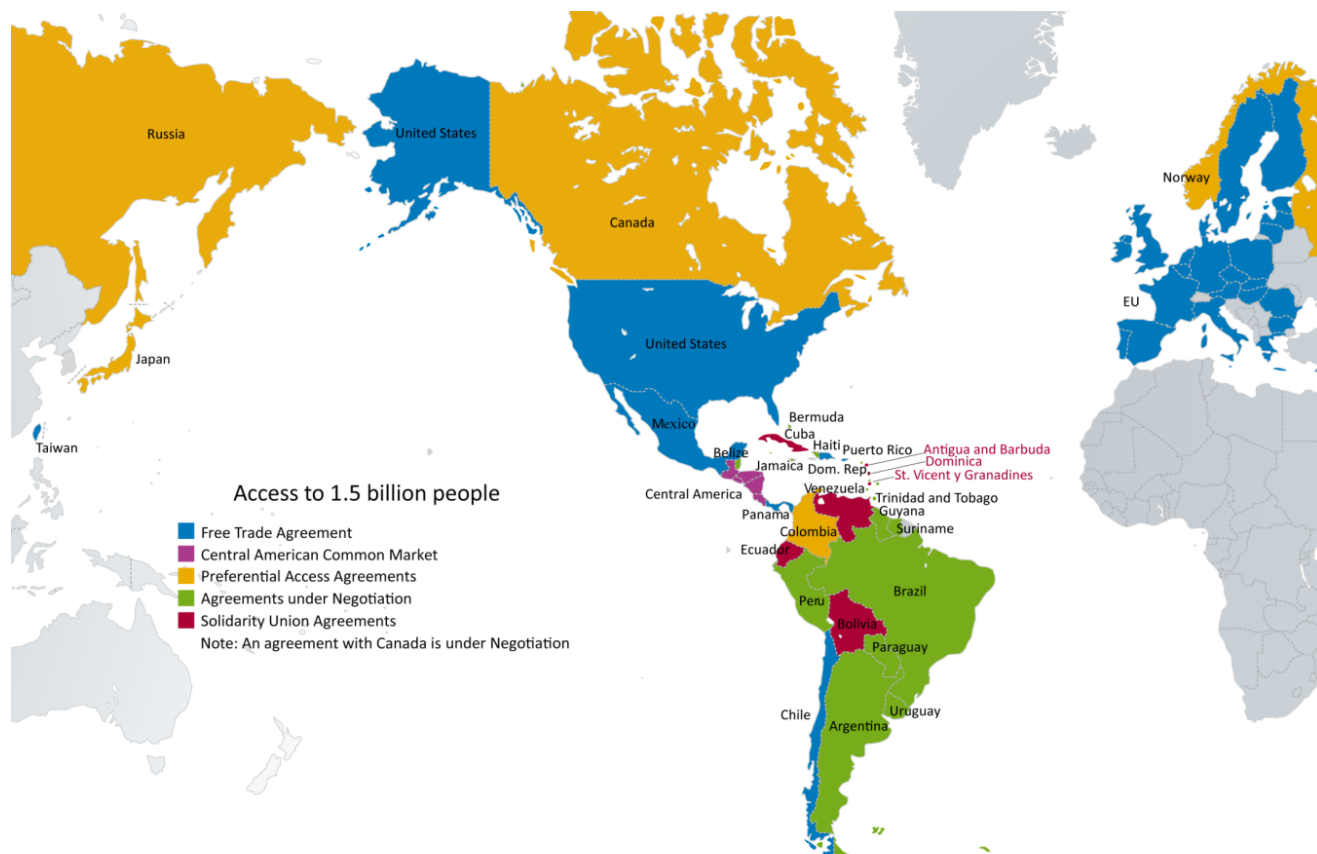 Russia
United States
Canada
Norway
EU
Japan
United States
Taiwan
Mexico
Bermuda
Cuba
Haiti
Puerto Rico
Antigua and Barbuda
Belize
Jamaica
Dom. Rep.
Dominica
St. Vicent y Granadines
Central America
Venezuela
Trinidad and Tobago
Panama
Guyana
Colombia
Suriname
Ecuador
Brazil
Peru
Bolivia
Paraguay
Chile
Uruguay
Argentina
Access to 1.5 billion people
Free Trade Agreement
Central American Common Market
Preferential Access Agreements
Agreements under Negotiation
Solidarity Union Agreements
Note: An agreement with Canada is under Negotiation